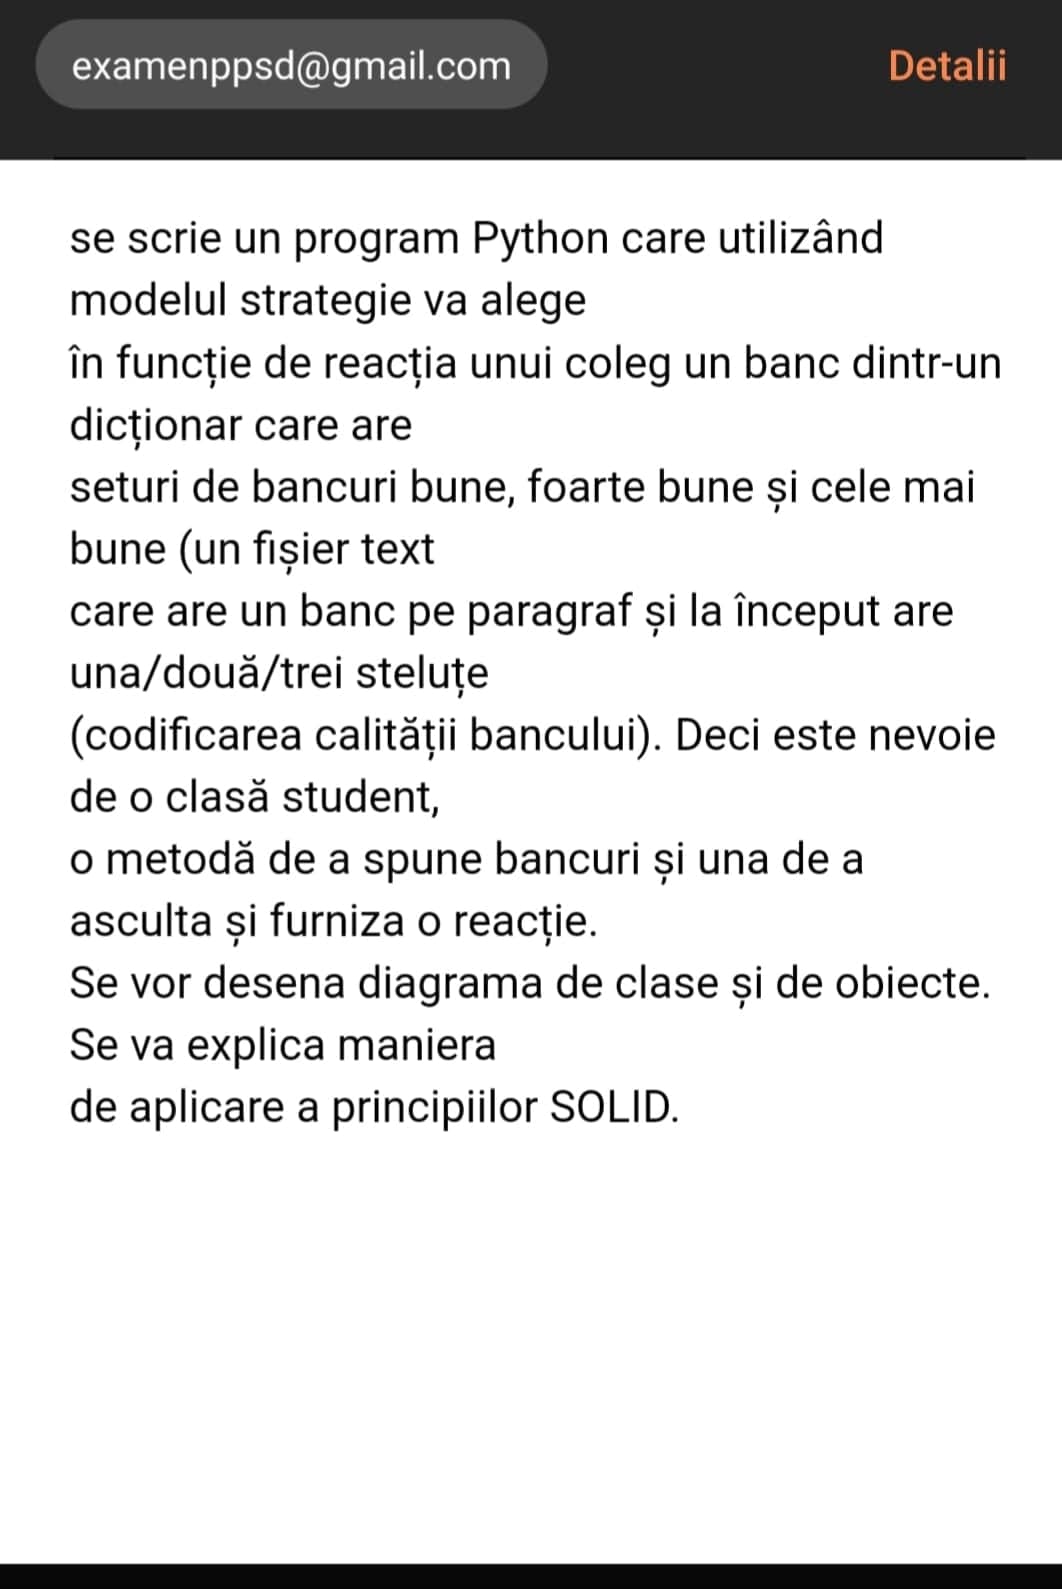 examenppsd@gmail.com
Detalii
se scrie un program Python care utilizând
modelul strategie va alege
în funcție de reacția unui coleg un banc dintr-un
dicționar care are
seturi de bancuri bune, foarte bune și cele mai
bune (un fișier text
care are un banc pe paragraf și la început are
una/două/trei steluțe
(codificarea calității bancului). Deci este nevoie
de o clasă student,
o metodă de a spune bancuri și una de a
asculta și furniza o reacție.
Se vor desena diagrama de clase și de obiecte.
Se va explica maniera
de aplicare a principiilor SOLID.